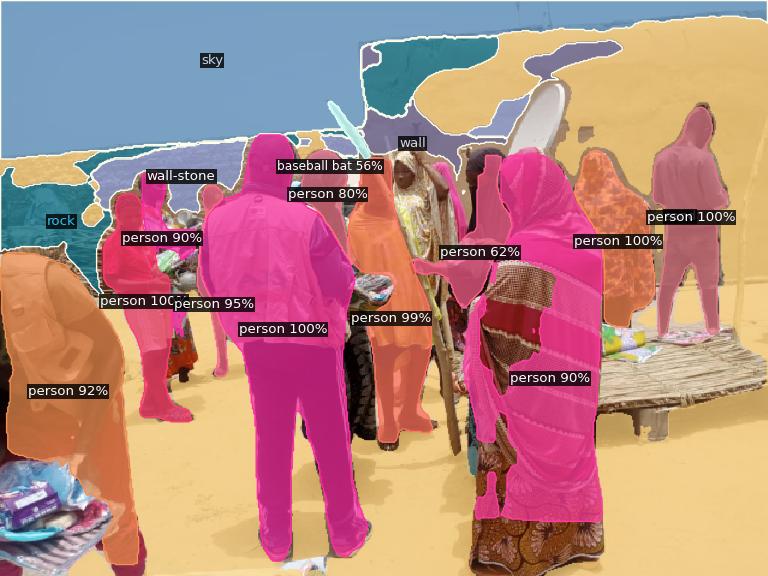 sky
wall
baseball bat 56%
wall-stone
person 80%
rock
person 100%
person 90%
person 100%
person 62%
person 100%
person 95%
person 99%
person 100%
person 90%
person 92%